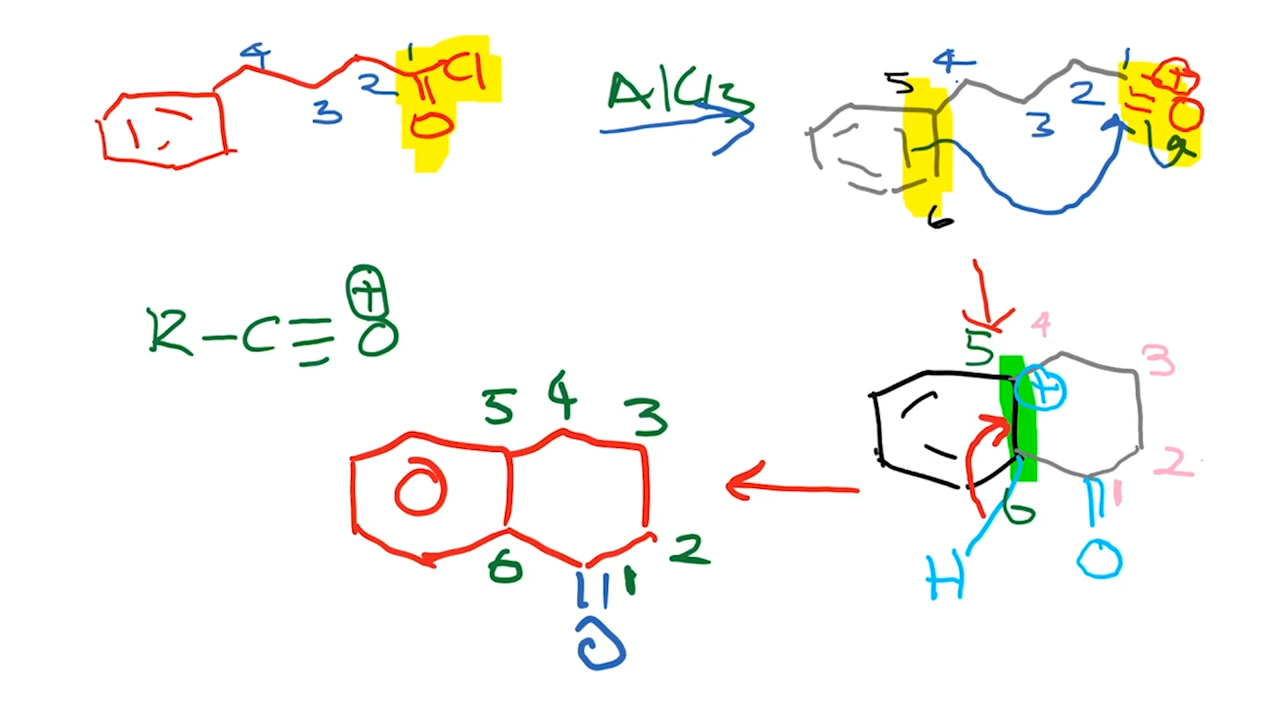 4 1 Cl
3 2 O
AlCl3
5 4 1 ⊕
3 2 O
6
R-C≡O ⊕
5 4 3
⊕
2
6 1
H O
5 4 3
6 1 2
O